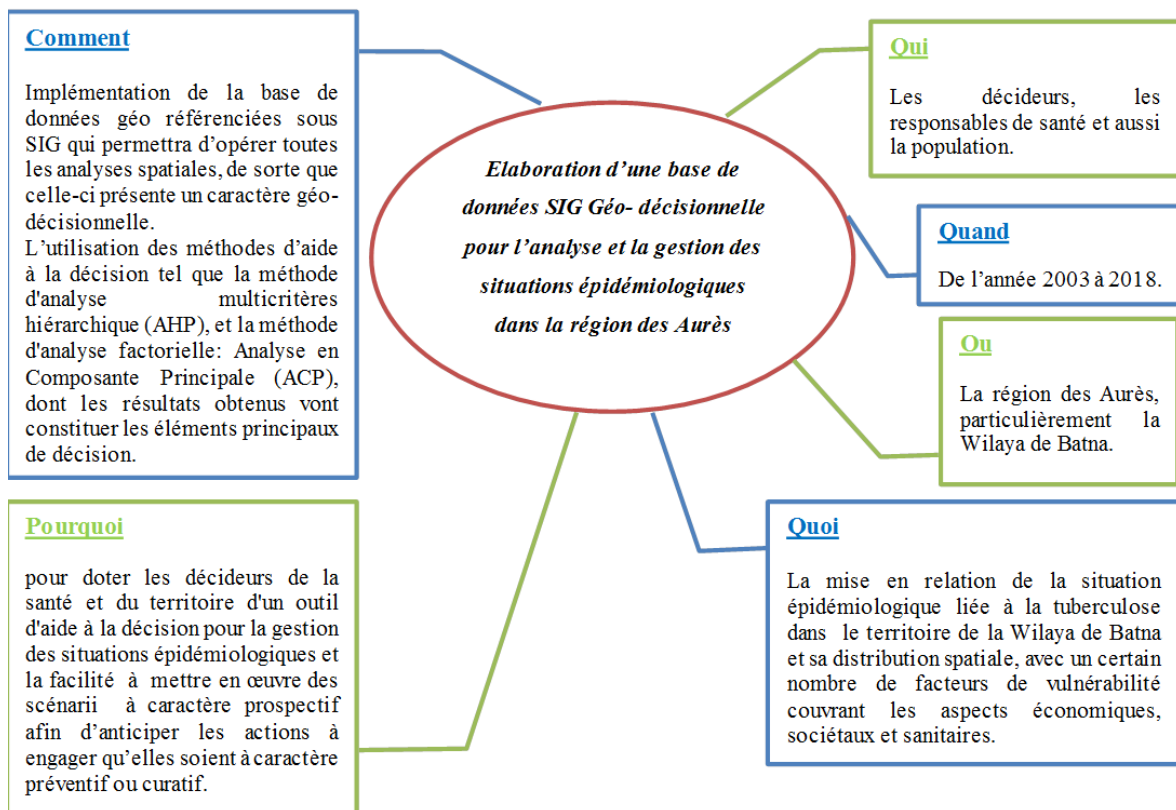 Comment
Implémentation de la base de
données géo référenciées sous
SIG qui permettra d'opérer toutes
les analyses spatiales, de sorte que
celle-ci présente un caractère géo-
décisionnelle.
L'utilisation des méthodes d'aide
à la décision tel que la méthode
d'analyse multicritères
hiérarchique (AHP), et la méthode
d'analyse factorielle: Analyse en
Composante Principale (ACP),
dont les résultats obtenus vont
constituer les éléments principaux
de décision.
Elaboration d'une base de
données SIG Géo- décisionnelle
pour l'analyse et la gestion des
situations épidémiologiques
dans la région des Aurès
Qui
Les décideurs, les
responsables de santé et aussi
la population.
Quand
De l'année 2003 à 2018.
Ou
La région des Aurès,
particulièrement la
Wilaya de Batna.
Pourquoi
pour doter les décideurs de la
santé et du territoire d'un outil
d'aide à la décision pour la gestion
des situations épidémiologiques et
la facilité à mettre en œuvre des
scénarii à caractère prospectif
afin d'anticiper les actions à
engager qu'elles soient à caractère
préventif ou curatif.
Quoi
La mise en relation de la situation
épidémiologique liée à la tuberculose
dans le territoire de la Wilaya de Batna
et sa distribution spatiale, avec un certain
nombre de facteurs de vulnérabilité
couvrant les aspects économiques,
sociétaux et sanitaires.